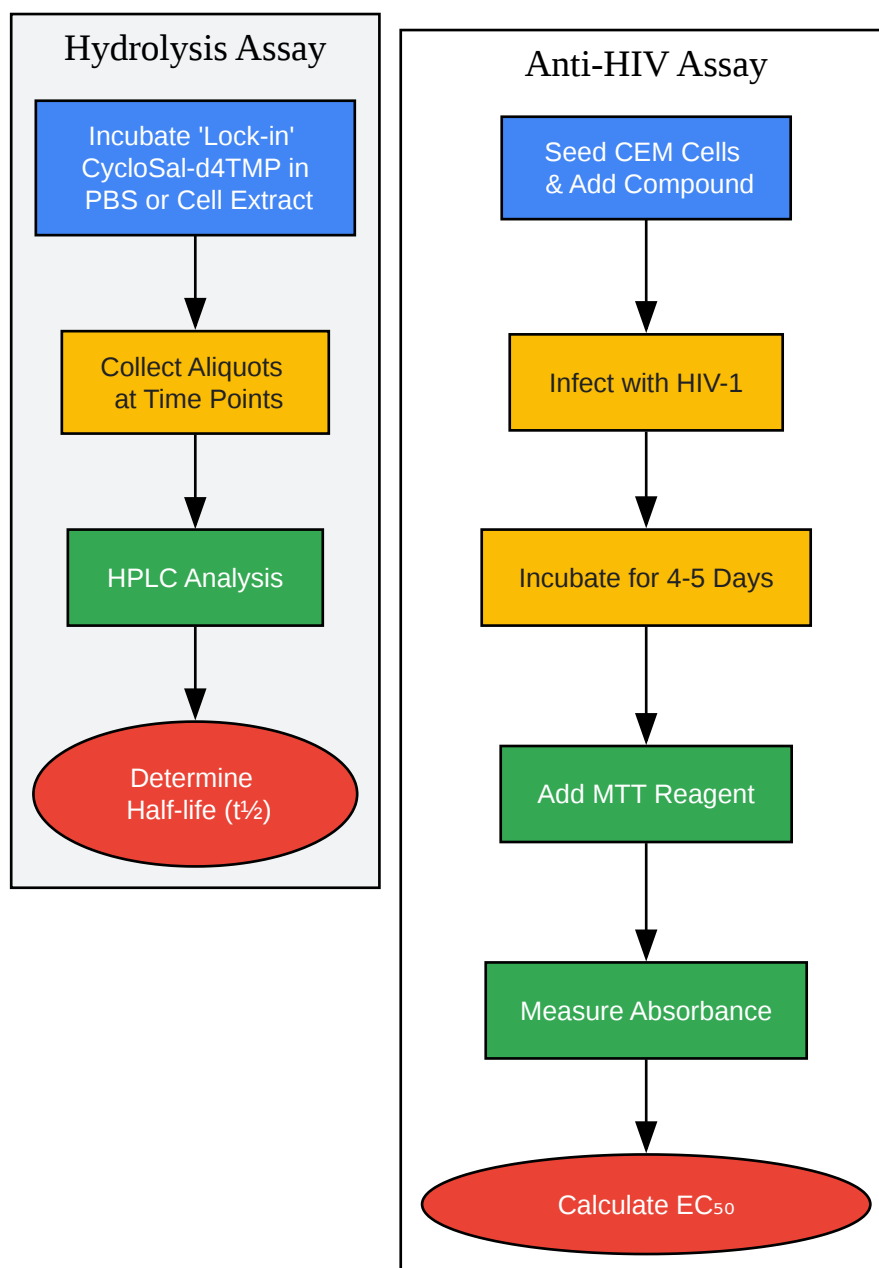 Hydrolysis Assay
Incubate 'Lock-in'
CycloSal-d4TMP in
PBS or Cell Extract
Collect Aliquots
at Time Points
HPLC Analysis
Determine
Half-life (t½)
Anti-HIV Assay
Seed CEM Cells
& Add Compound
Infect with HIV-1
Incubate for 4-5 Days
Add MTT Reagent
Measure Absorbance
Calculate EC₅₀